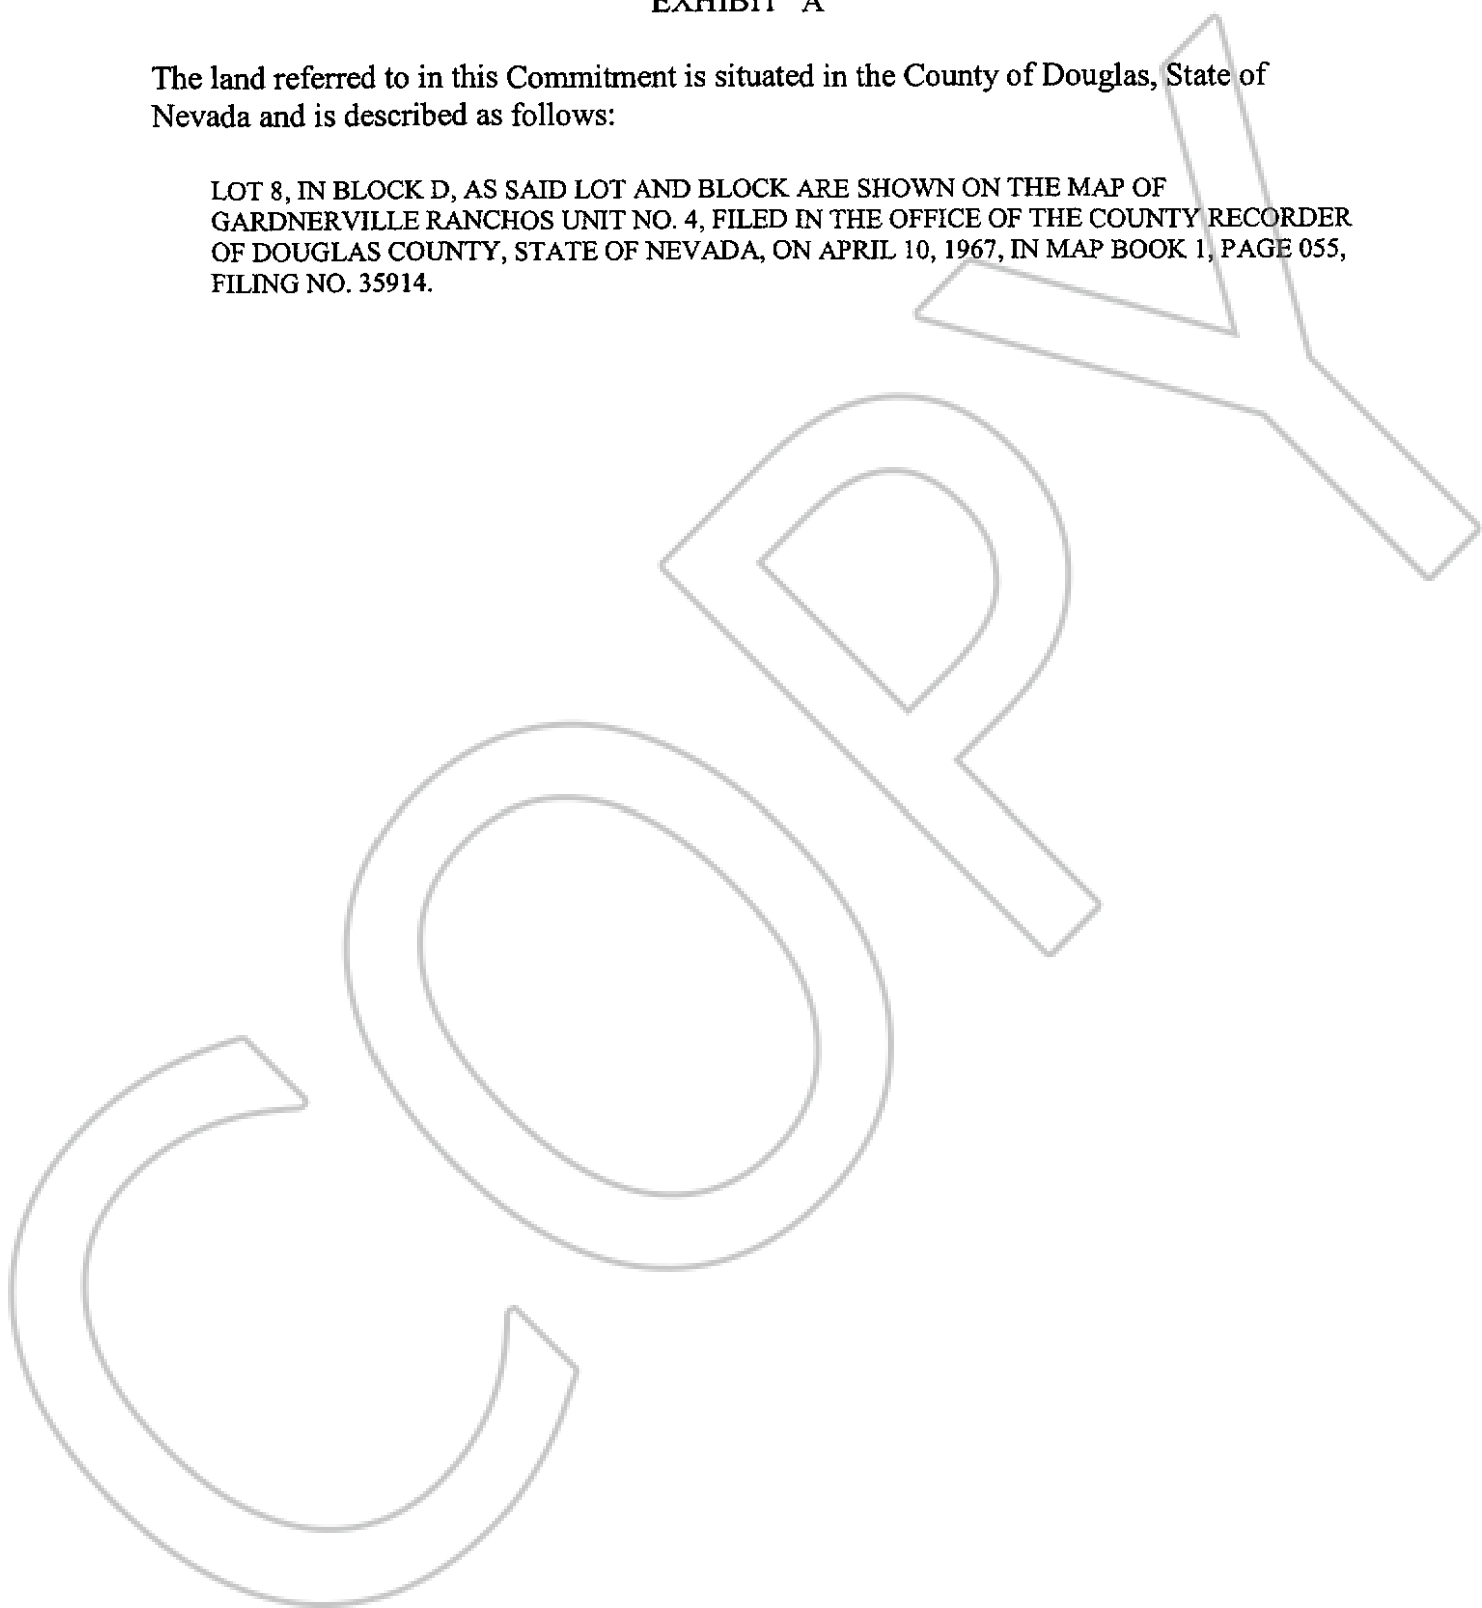 EXHIBIT A
The land referred to in this Commitment is situated in the County of Douglas, State of
Nevada and is described as follows:
LOT 8, IN BLOCK D, AS SAID LOT AND BLOCK ARE SHOWN ON THE MAP OF
GARDNERVILLE RANCHOS UNIT NO. 4, FILED IN THE OFFICE OF THE COUNTY RECORDER
OF DOUGLAS COUNTY, STATE OF NEVADA, ON APRIL 10, 1967, IN MAP BOOK 1, PAGE 055,
FILING NO. 35914.
COPY